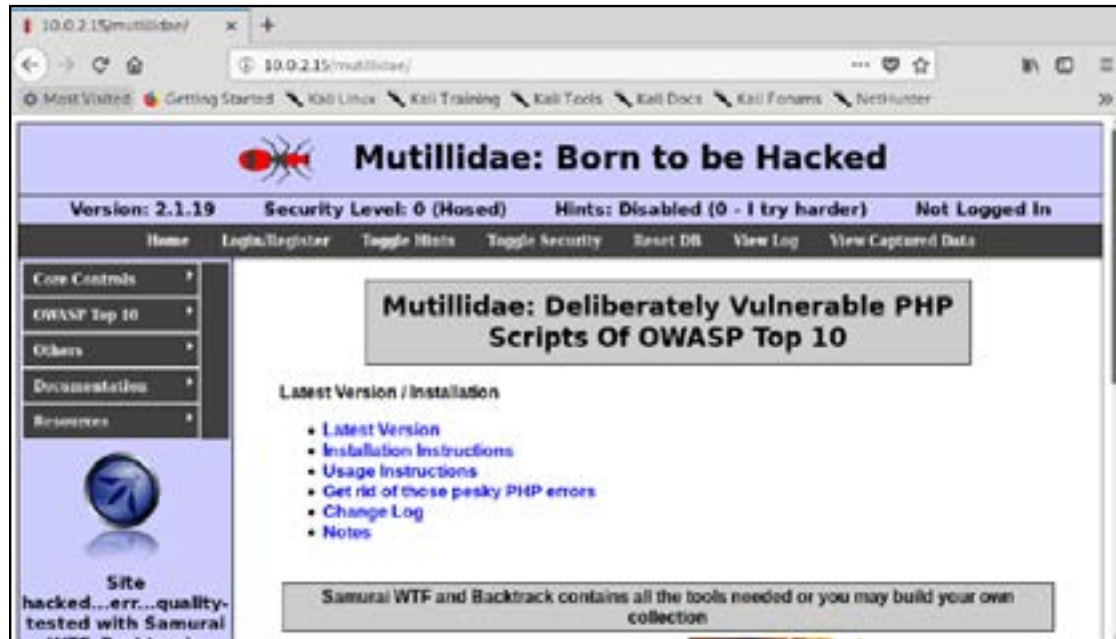 10.0.2.15/mutillidae/
10.0.2.15/mutillidae/
Most Visited Getting Started Kali Linux Kali Training Kali Tools Kali Docs Kali Forums NetHunter
Mutillidae: Born to be Hacked
Version: 2.1.19 Security Level: 0 (Hosed) Hints: Disabled (0 - I try harder) Not Logged In
Home Login/Register Toggle Hints Toggle Security Reset DB View Log View Captured Data
Core Controls
OWASP Top 10
Others
Documentation
Resources
Site
hacked...err...quality-
tested with Samurai
Mutillidae: Deliberately Vulnerable PHP
Scripts Of OWASP Top 10
Latest Version / Installation
• Latest Version
• Installation Instructions
• Usage Instructions
• Get rid of those pesky PHP errors
• Change Log
• Notes
Samurai WTF and Backtrack contains all the tools needed or you may build your own
collection